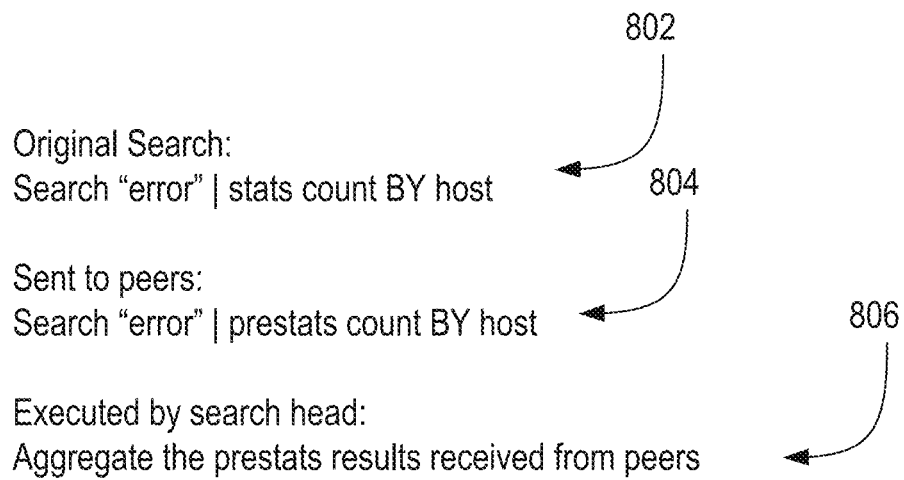 802
Original Search:
Search “error” | stats count BY host
804
Sent to peers:
Search “error” | prestats count BY host
806
Executed by search head:
Aggregate the prestats results received from peers